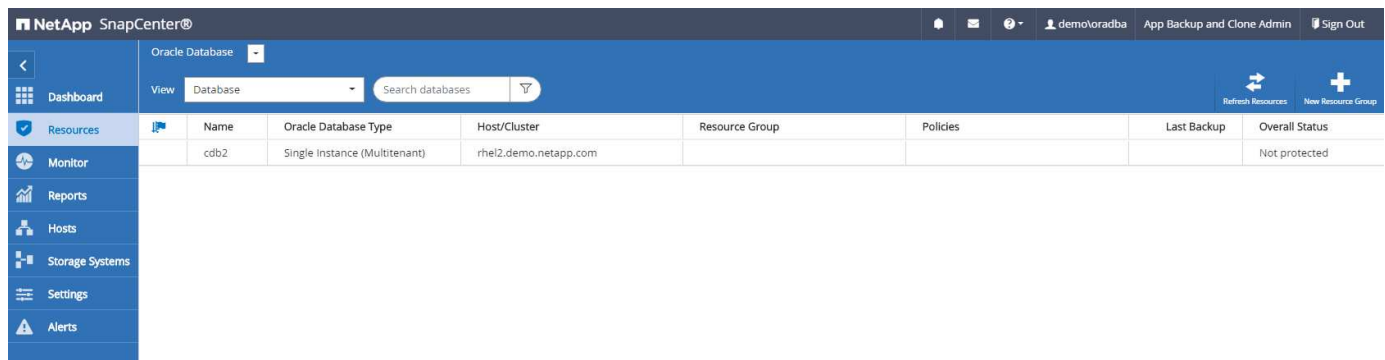 NetApp SnapCenter® demo\oradba App Backup and Clone Admin Sign Out
Oracle Database
Dashboard
View Database Search databases Refresh Resources New Resource Group
Resources
Name Oracle Database Type Host/Cluster Resource Group Policies Last Backup Overall Status
cdb2 Single Instance (Multitenant) rhel2.demo.netapp.com Not protected
Monitor
Reports
Hosts
Storage Systems
Settings
Alerts